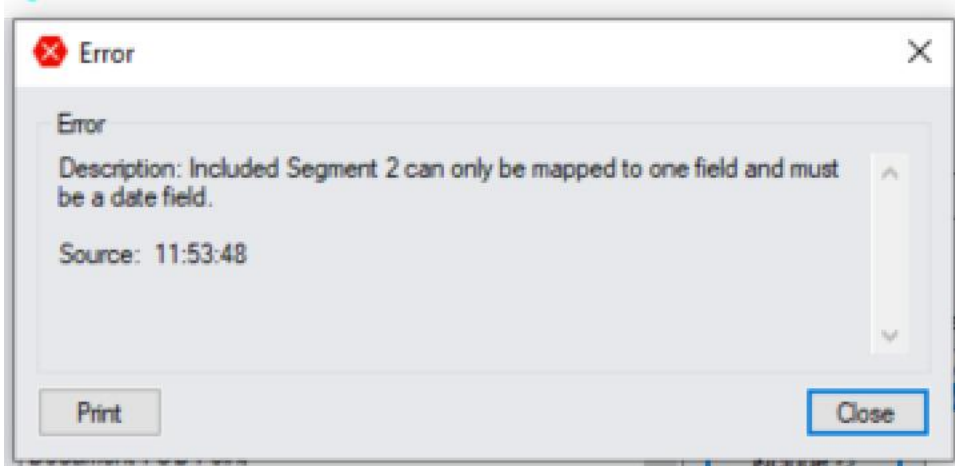 Error
Error
Description: Included Segment 2 can only be mapped to one field and must
be a date field.
Source: 11:53:48
Print
Close